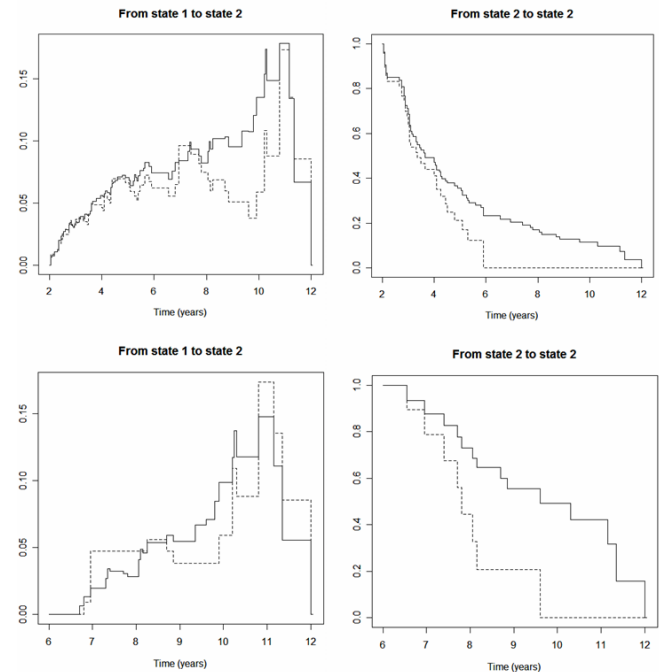 From state 1 to state 2
0.00 0.05 0.10 0.15
2 4 6 8 10 12
Time (years)
From state 2 to state 2
0.0 0.2 0.4 0.6 0.8 1.0
2 4 6 8 10 12
Time (years)
From state 1 to state 2
0.00 0.05 0.10 0.15
6 7 8 9 10 11 12
Time (years)
From state 2 to state 2
0.0 0.2 0.4 0.6 0.8 1.0
6 7 8 9 10 11 12
Time (years)